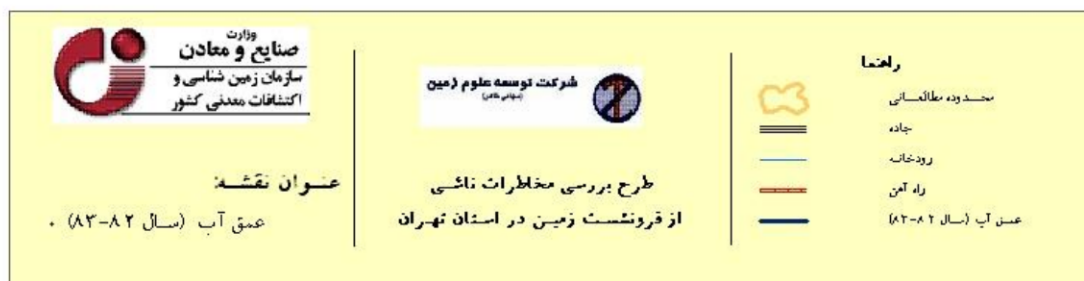 راهنما
محدوده مطالعاتی
جاده
رودخانه
راه آهن
عمق آب (سال ۸۲-۸۳)
شرکت توسعه علوم زمین
(سهامی خاص)
طرح بررسی مخاطرات ناشی
از فرونشست زمین در استان تهران
وزارت
صنایع و معادن
سازمان زمین شناسی و
اکتشافات معدنی کشور
عنوان نقشه:
عمق آب (سال ۸۲-۸۳) .